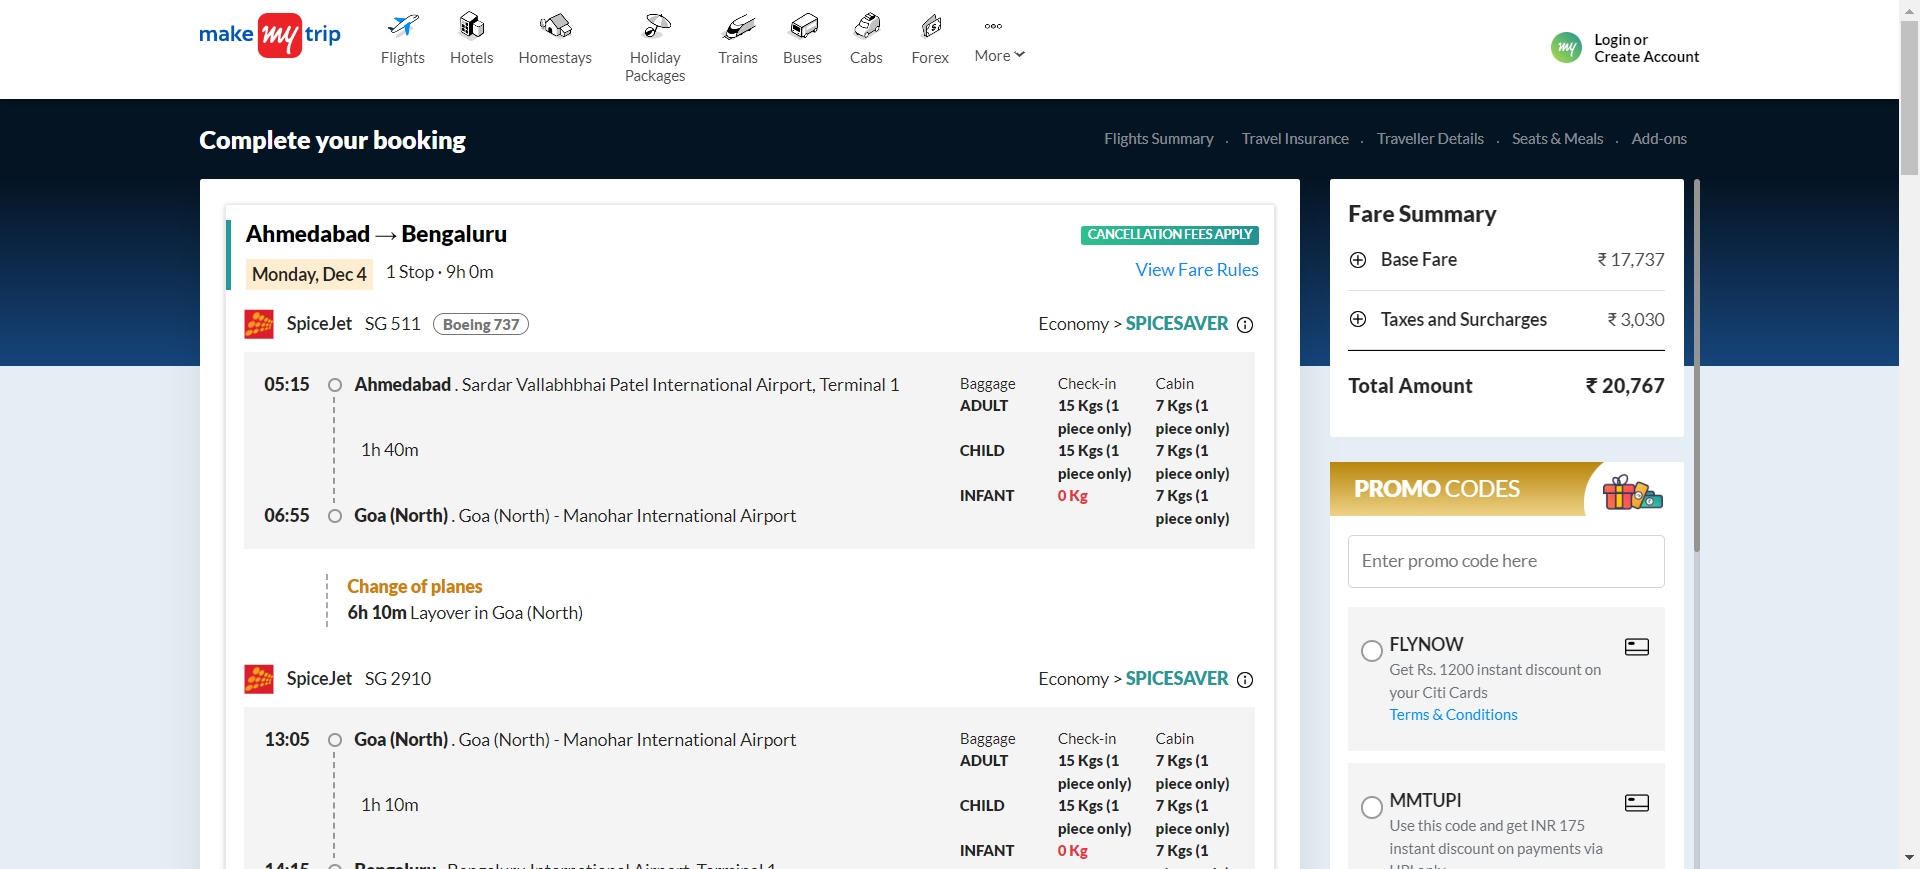 make my trip
Flights
Hotels
Homestays
Holiday
Packages
Trains
Buses
Cabs
Forex
More
my
Login or
Create Account
Complete your booking
Flights Summary . Travel Insurance . Traveller Details . Seats & Meals . Add-ons
Ahmedabad → Bengaluru
CANCELLATION FEES APPLY
Monday, Dec 4 1 Stop · 9h 0m
View Fare Rules
SpiceJet SG 511 Boeing 737
Economy > SPICESAVER
05:15 Ahmedabad . Sardar Vallabhbhai Patel International Airport, Terminal 1
1h 40m
06:55 Goa (North) . Goa (North) - Manohar International Airport
Baggage Check-in Cabin
ADULT 15 Kgs (1 7 Kgs (1
piece only) piece only)
CHILD 15 Kgs (1 7 Kgs (1
piece only) piece only)
INFANT 0 Kg 7 Kgs (1
piece only)
Change of planes
6h 10m Layover in Goa (North)
SpiceJet SG 2910
Economy > SPICESAVER
13:05 Goa (North) . Goa (North) - Manohar International Airport
1h 10m
14:15 Bengaluru . Bengaluru International Airport, Terminal 1
Baggage Check-in Cabin
ADULT 15 Kgs (1 7 Kgs (1
piece only) piece only)
CHILD 15 Kgs (1 7 Kgs (1
piece only) piece only)
INFANT 0 Kg 7 Kgs (1
Fare Summary
Base Fare ₹ 17,737
Taxes and Surcharges ₹ 3,030
Total Amount ₹ 20,767
PROMO CODES
Enter promo code here
FLYNOW
Get Rs. 1200 instant discount on
your Citi Cards
Terms & Conditions
MMTUPI
Use this code and get INR 175
instant discount on payments via
UPI only